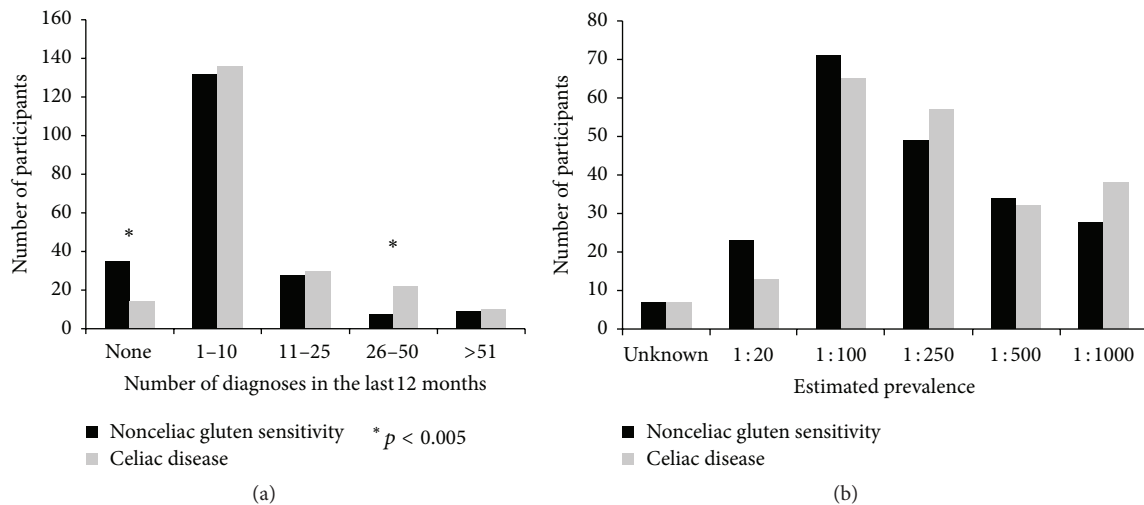 160
140
120
100
80
60
40
20
0
Number of participants
*
*
None 1–10 11–25 26–50 >51
Number of diagnoses in the last 12 months
Nonceliac gluten sensitivity
Celiac disease
* p < 0.005
(a)
80
70
60
50
40
30
20
10
0
Number of participants
Unknown 1:20 1:100 1:250 1:500 1:1000
Estimated prevalence
Nonceliac gluten sensitivity
Celiac disease
(b)